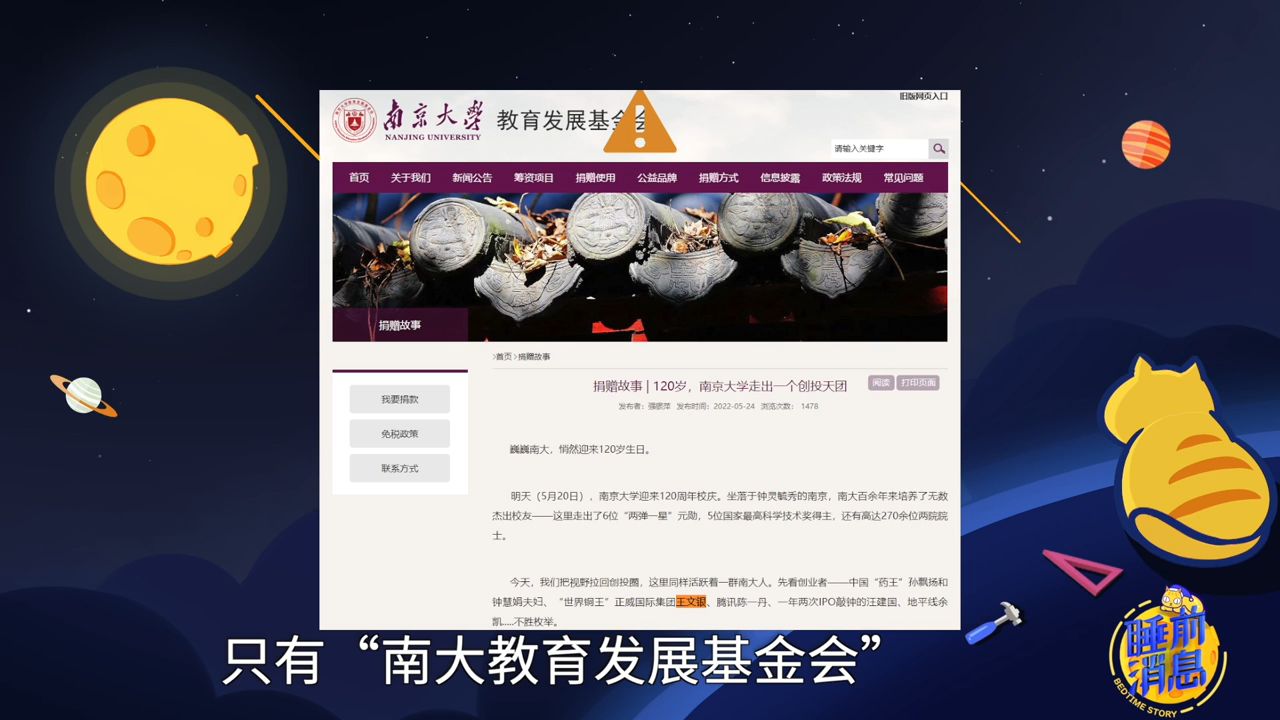 旧版网页入口
南京大学
NANJING UNIVERSITY
教育发展基金会
请输入关键字
首页 关于我们 新闻公告 筹资项目 捐赠使用 公益品牌 捐赠方式 信息披露 政策法规 常见问题
捐赠故事
>首页 >捐赠故事
捐赠故事 | 120岁，南京大学走出一个创投天团
阅读 打印页面
发布者： 发布时间：2022-05-24 浏览次数： 1478
我要捐款
免税政策
联系方式
巍巍南大，悄然迎来120岁生日。
明天（5月20日），南京大学迎来120周年校庆。坐落于钟灵毓秀的南京，南大百余年来培养了无数
杰出校友——这里走出了6位“两弹一星”元勋，5位国家最高科学技术奖得主，还有高达270余位两院院
士。
今天，我们把视野拉回创投圈，这里同样活跃着一群南大人。先看创业者——中国“药王”孙飘扬和
钟慧娟夫妇、“世界铜王”正威国际集团王文银、腾讯陈一丹、一年两次IPO敲钟的汪建国、地平线余
凯.....不胜枚举。
只有“南大教育发展基金会”
睡前
消息
BEDTIME STORY